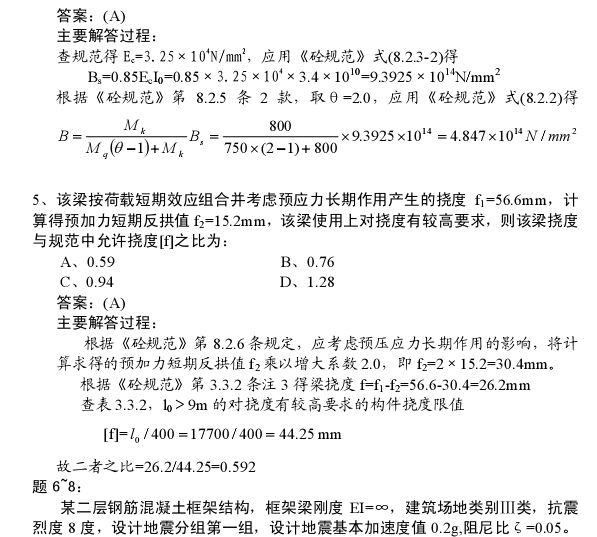 答案：(A)
主要解答过程：
查规范得 Ec=3.25×10⁴N/mm²，应用《砼规范》式(8.2.3-2)得
Bs=0.85EcI0=0.85×3.25×10⁴×3.4×10¹⁰=9.3925×10¹⁴N/mm²
根据《砼规范》第 8.2.5 条 2 款，取θ=2.0，应用《砼规范》式(8.2.2)得
B = Mk / (Mq(θ−1)+Mk) Bs = 800 / (750×(2−1)+800) ×9.3925×10¹⁴ = 4.847×10¹⁴ N/mm²
5、该梁按荷载短期效应组合并考虑预应力长期作用产生的挠度 f1=56.6mm，计
算得预加力短期反拱值 f2=15.2mm，该梁使用上对挠度有较高要求，则该梁挠度
与规范中允许挠度[f]之比为：
A、0.59 B、0.76
C、0.94 D、1.28
答案：(A)
主要解答过程：
根据《砼规范》第 8.2.6 条规定，应考虑预压应力长期作用的影响，将计
算求得的预加力短期反拱值 f2 乘以增大系数 2.0，即 f2=2×15.2=30.4mm。
根据《砼规范》第 3.3.2 条注 3 得梁挠度 f=f1-f2=56.6-30.4=26.2mm
查表 3.3.2，l0＞9m 的对挠度有较高要求的构件挠度限值
[f]= l0 / 400 = 17700 / 400 = 44.25 mm
故二者之比=26.2/44.25=0.592
题 6~8：
某二层钢筋混凝土框架结构，框架梁刚度 EI=∞，建筑场地类别Ⅲ类，抗震
烈度 8 度，设计地震分组第一组，设计地震基本加速度值 0.2g,阻尼比ζ=0.05。